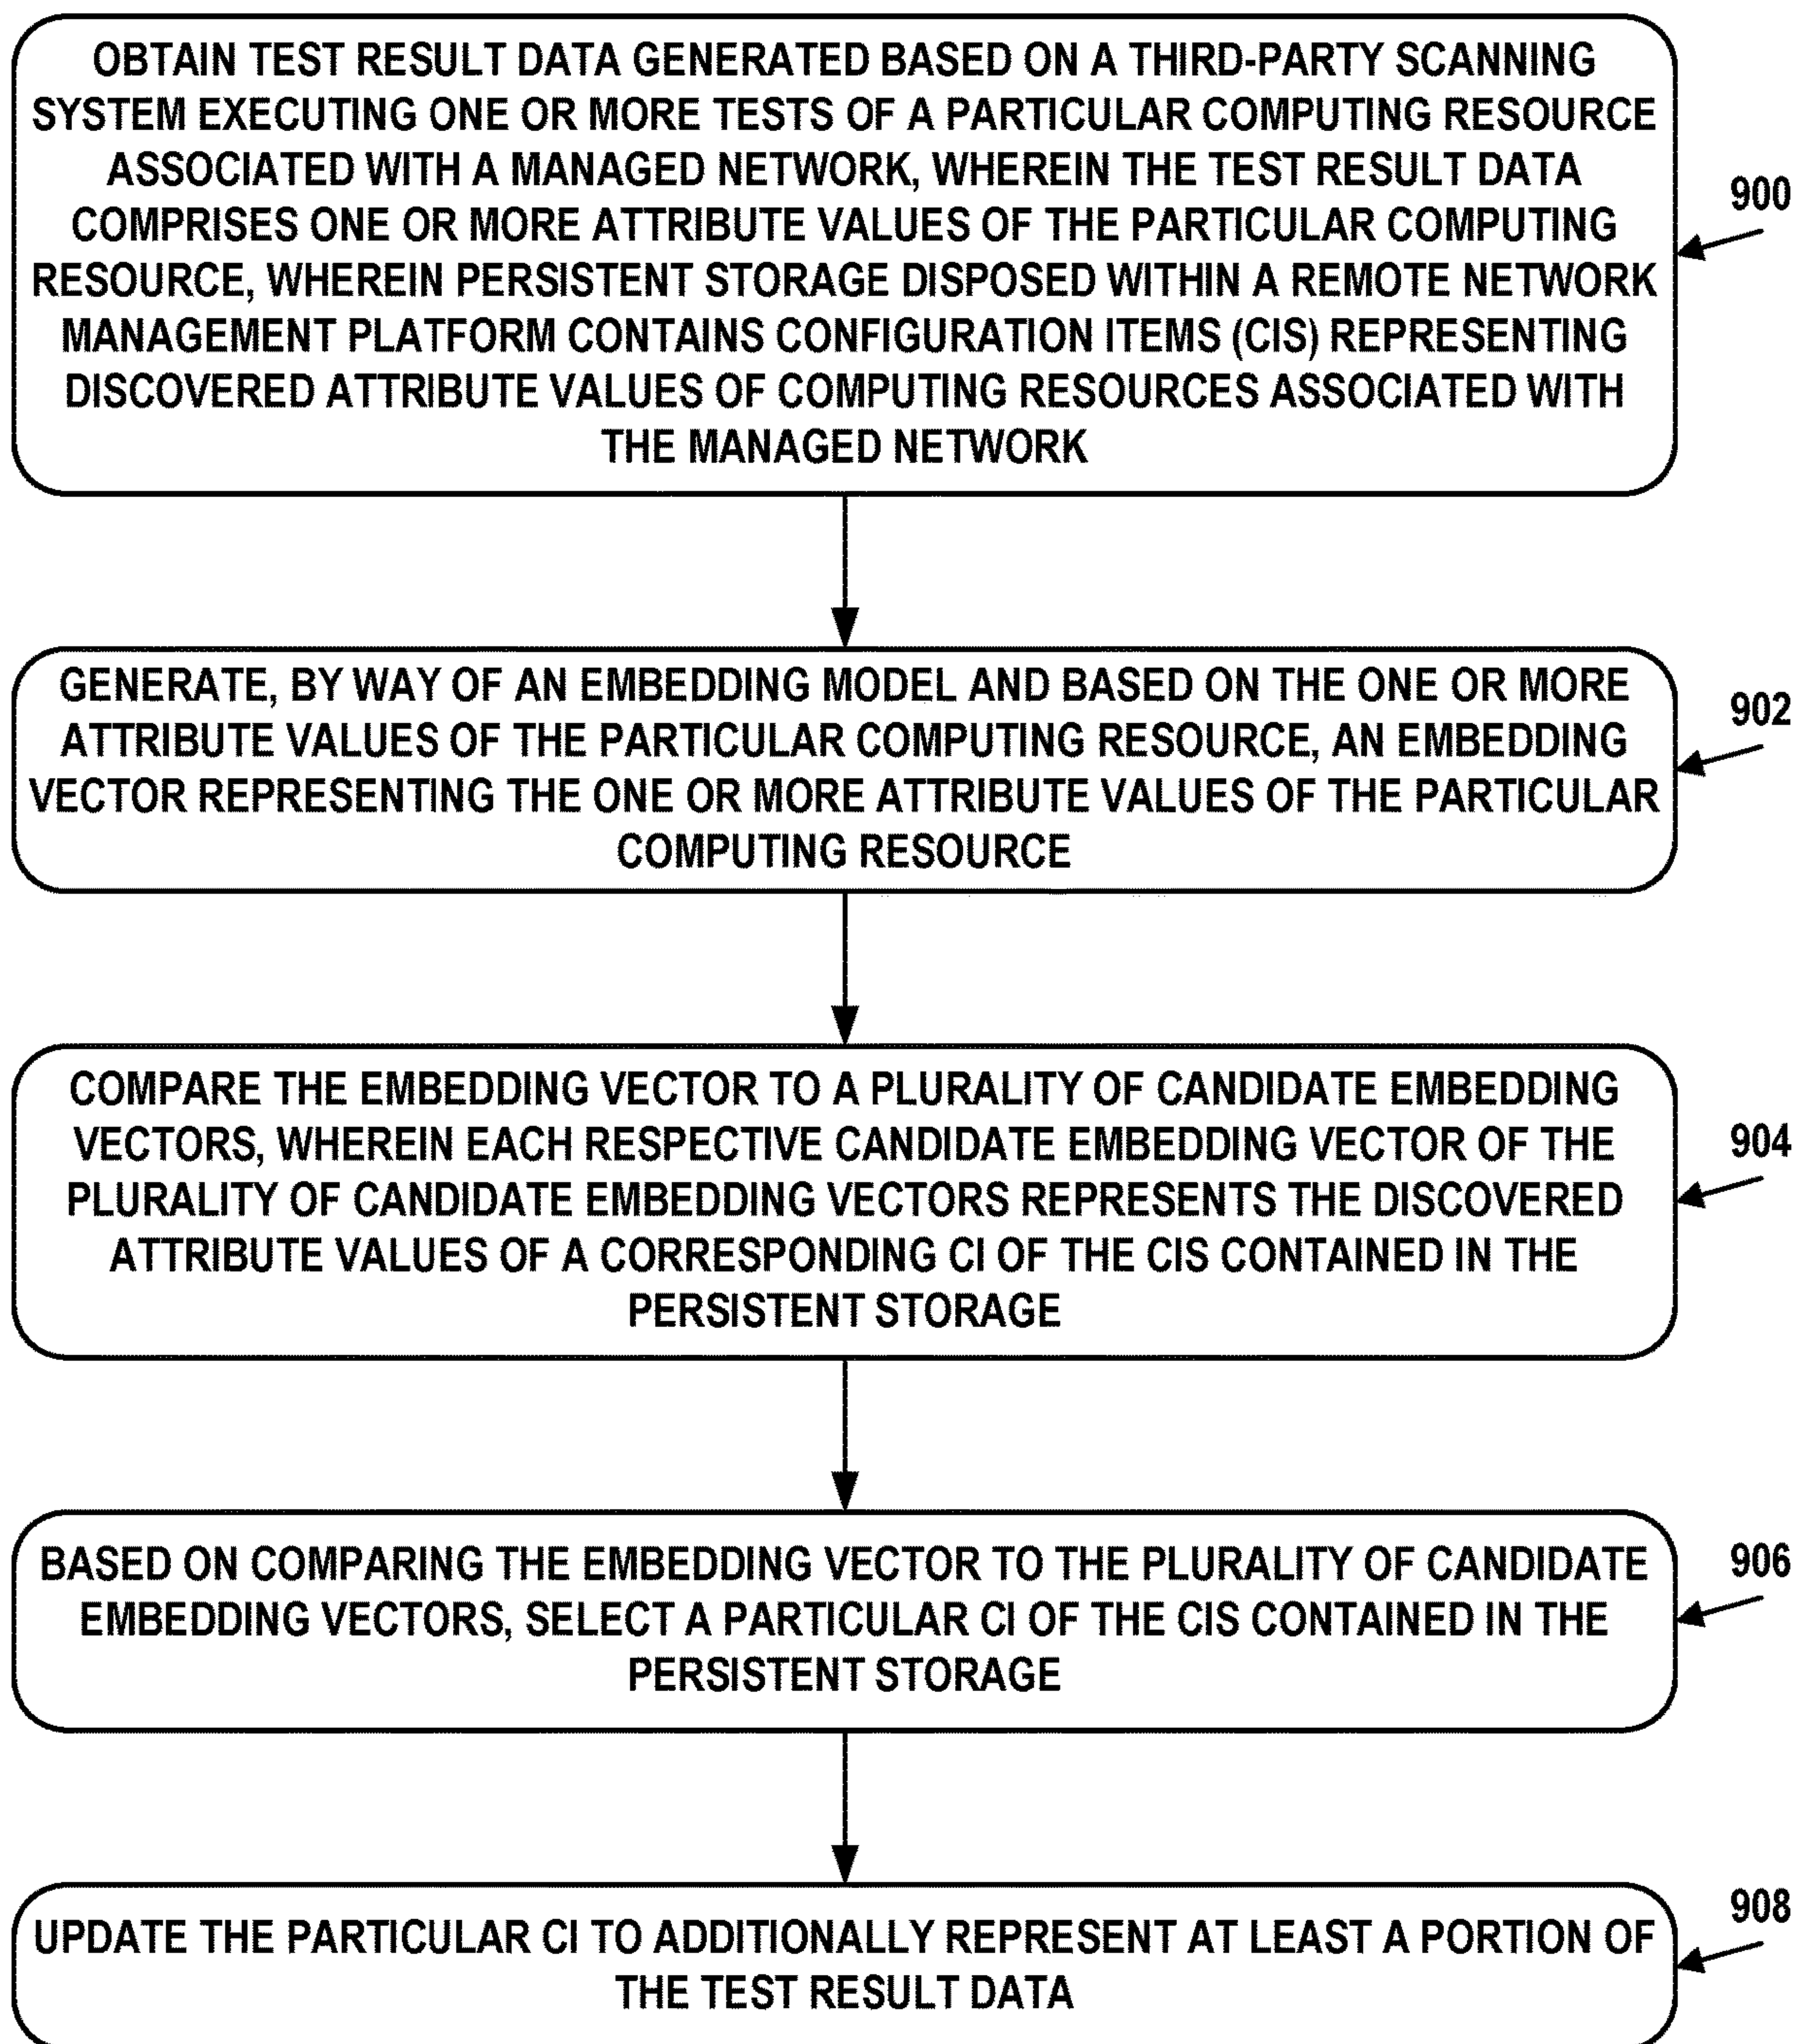 OBTAIN TEST RESULT DATA GENERATED BASED ON A THIRD-PARTY SCANNING
SYSTEM EXECUTING ONE OR MORE TESTS OF A PARTICULAR COMPUTING RESOURCE
ASSOCIATED WITH A MANAGED NETWORK, WHEREIN THE TEST RESULT DATA
COMPRISES ONE OR MORE ATTRIBUTE VALUES OF THE PARTICULAR COMPUTING
RESOURCE, WHEREIN PERSISTENT STORAGE DISPOSED WITHIN A REMOTE NETWORK
MANAGEMENT PLATFORM CONTAINS CONFIGURATION ITEMS (CIS) REPRESENTING
DISCOVERED ATTRIBUTE VALUES OF COMPUTING RESOURCES ASSOCIATED WITH
THE MANAGED NETWORK
900
GENERATE, BY WAY OF AN EMBEDDING MODEL AND BASED ON THE ONE OR MORE
ATTRIBUTE VALUES OF THE PARTICULAR COMPUTING RESOURCE, AN EMBEDDING
VECTOR REPRESENTING THE ONE OR MORE ATTRIBUTE VALUES OF THE PARTICULAR
COMPUTING RESOURCE
902
COMPARE THE EMBEDDING VECTOR TO A PLURALITY OF CANDIDATE EMBEDDING
VECTORS, WHEREIN EACH RESPECTIVE CANDIDATE EMBEDDING VECTOR OF THE
PLURALITY OF CANDIDATE EMBEDDING VECTORS REPRESENTS THE DISCOVERED
ATTRIBUTE VALUES OF A CORRESPONDING CI OF THE CIS CONTAINED IN THE
PERSISTENT STORAGE
904
BASED ON COMPARING THE EMBEDDING VECTOR TO THE PLURALITY OF CANDIDATE
EMBEDDING VECTORS, SELECT A PARTICULAR CI OF THE CIS CONTAINED IN THE
PERSISTENT STORAGE
906
UPDATE THE PARTICULAR CI TO ADDITIONALLY REPRESENT AT LEAST A PORTION OF
THE TEST RESULT DATA
908